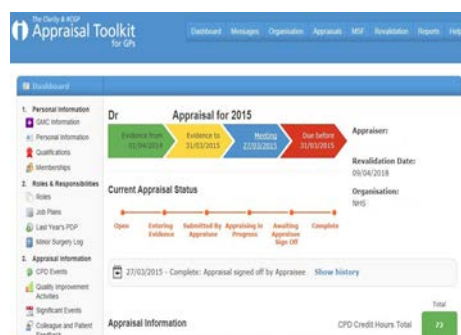 The Clarity & RCGP
Appraisal Toolkit
for GPs
Dashboard Messages Organisation Appraisals MSF Revalidation Reports Help
Dashboard
1. Personal Information
GMC Information
Personal Information
Qualifications
Memberships
2. Roles & Responsibilities
Roles
Job Plans
Last Year's PDP
Minor Surgery Log
3. Appraisal Information
CPD Events
Quality Improvement
Activities
Significant Events
Colleague and Patient
Feedback
Dr Appraisal for 2015
Evidence from
01/04/2014
Evidence to
31/03/2015
Meeting
27/03/2015
Due before
31/03/2015
Appraiser:
Revalidation Date:
09/04/2018
Organisation:
NHS
Current Appraisal Status
Open
Entering
Evidence
Submitted By
Appraisee
Appraising in
Progress
Awaiting
Appraisee
Sign Off
Complete
27/03/2015 - Complete: Appraisal signed off by Appraisee Show history
Total
Appraisal Information CPD Credit Hours Total 73